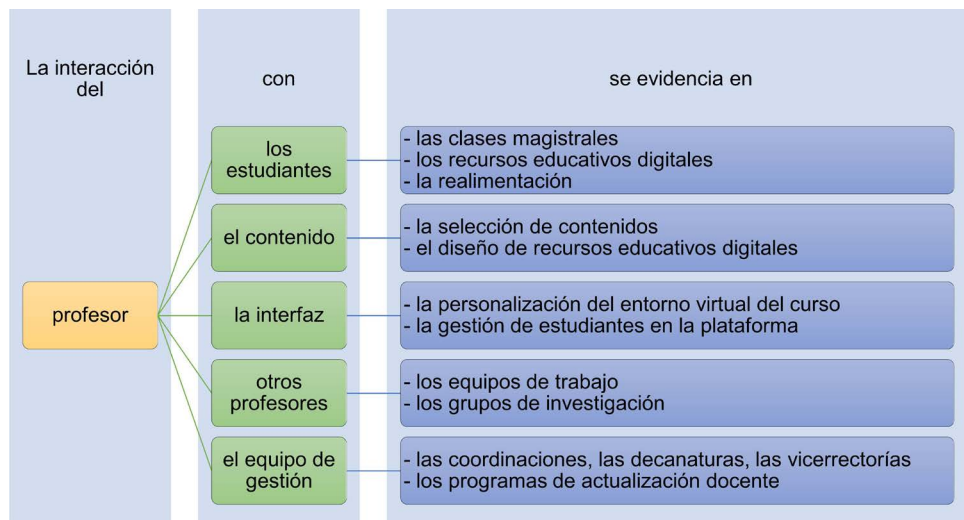 La interacción
del
con
se evidencia en
profesor
los
estudiantes
- las clases magistrales
- los recursos educativos digitales
- la realimentación
el contenido
- la selección de contenidos
- el diseño de recursos educativos digitales
la interfaz
- la personalización del entorno virtual del curso
- la gestión de estudiantes en la plataforma
otros
profesores
- los equipos de trabajo
- los grupos de investigación
el equipo de
gestión
- las coordinaciones, las decanaturas, las vicerrectorías
- los programas de actualización docente